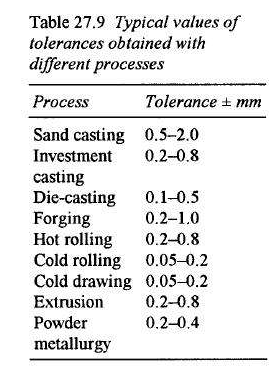 Table 27.9 Typical values of
tolerances obtained with
different processes
Process Tolerance ± mm
Sand casting 0.5–2.0
Investment 0.2–0.8
casting
Die-casting 0.1–0.5
Forging 0.2–1.0
Hot rolling 0.2–0.8
Cold rolling 0.05–0.2
Cold drawing 0.05–0.2
Extrusion 0.2–0.8
Powder 0.2–0.4
metallurgy